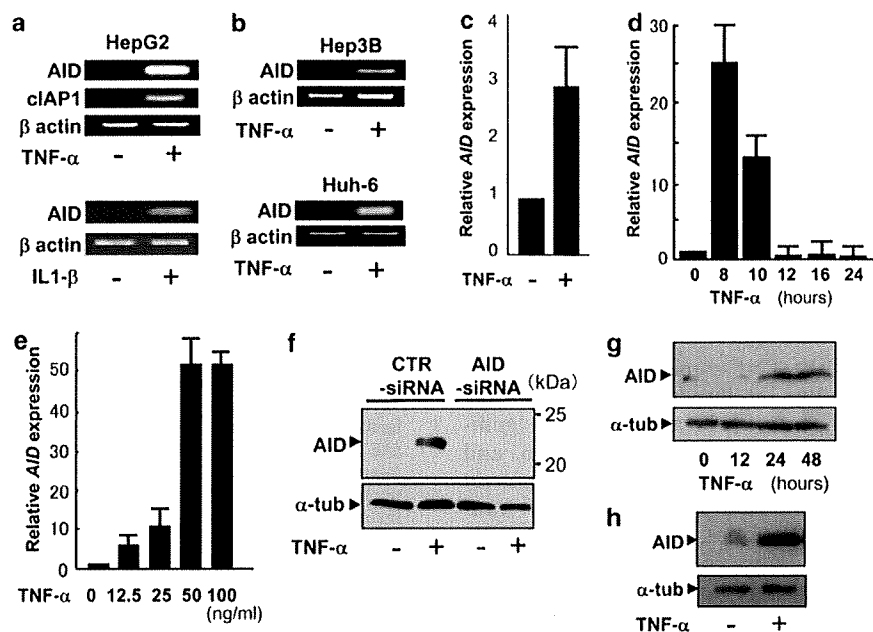 a
HepG2
AID
cIAP1
β actin
TNF-α - +
AID
β actin
IL1-β - +
b
Hep3B
AID
β actin
TNF-α - +
Huh-6
AID
β actin
TNF-α - +
c
Relative AID expression
4
3
2
1
0
TNF-α - +
d
Relative AID expression
30
20
10
0
0 8 10 12 16 24
TNF-α (hours)
e
Relative AID expression
50
40
30
20
10
0
TNF-α 0 12.5 25 50 100
(ng/ml)
f
CTR AID
-siRNA -siRNA (kDa)
25
AID
20
α-tub
TNF-α - + - +
g
AID
α-tub
0 12 24 48
TNF-α (hours)
h
AID
α-tub
TNF-α - +